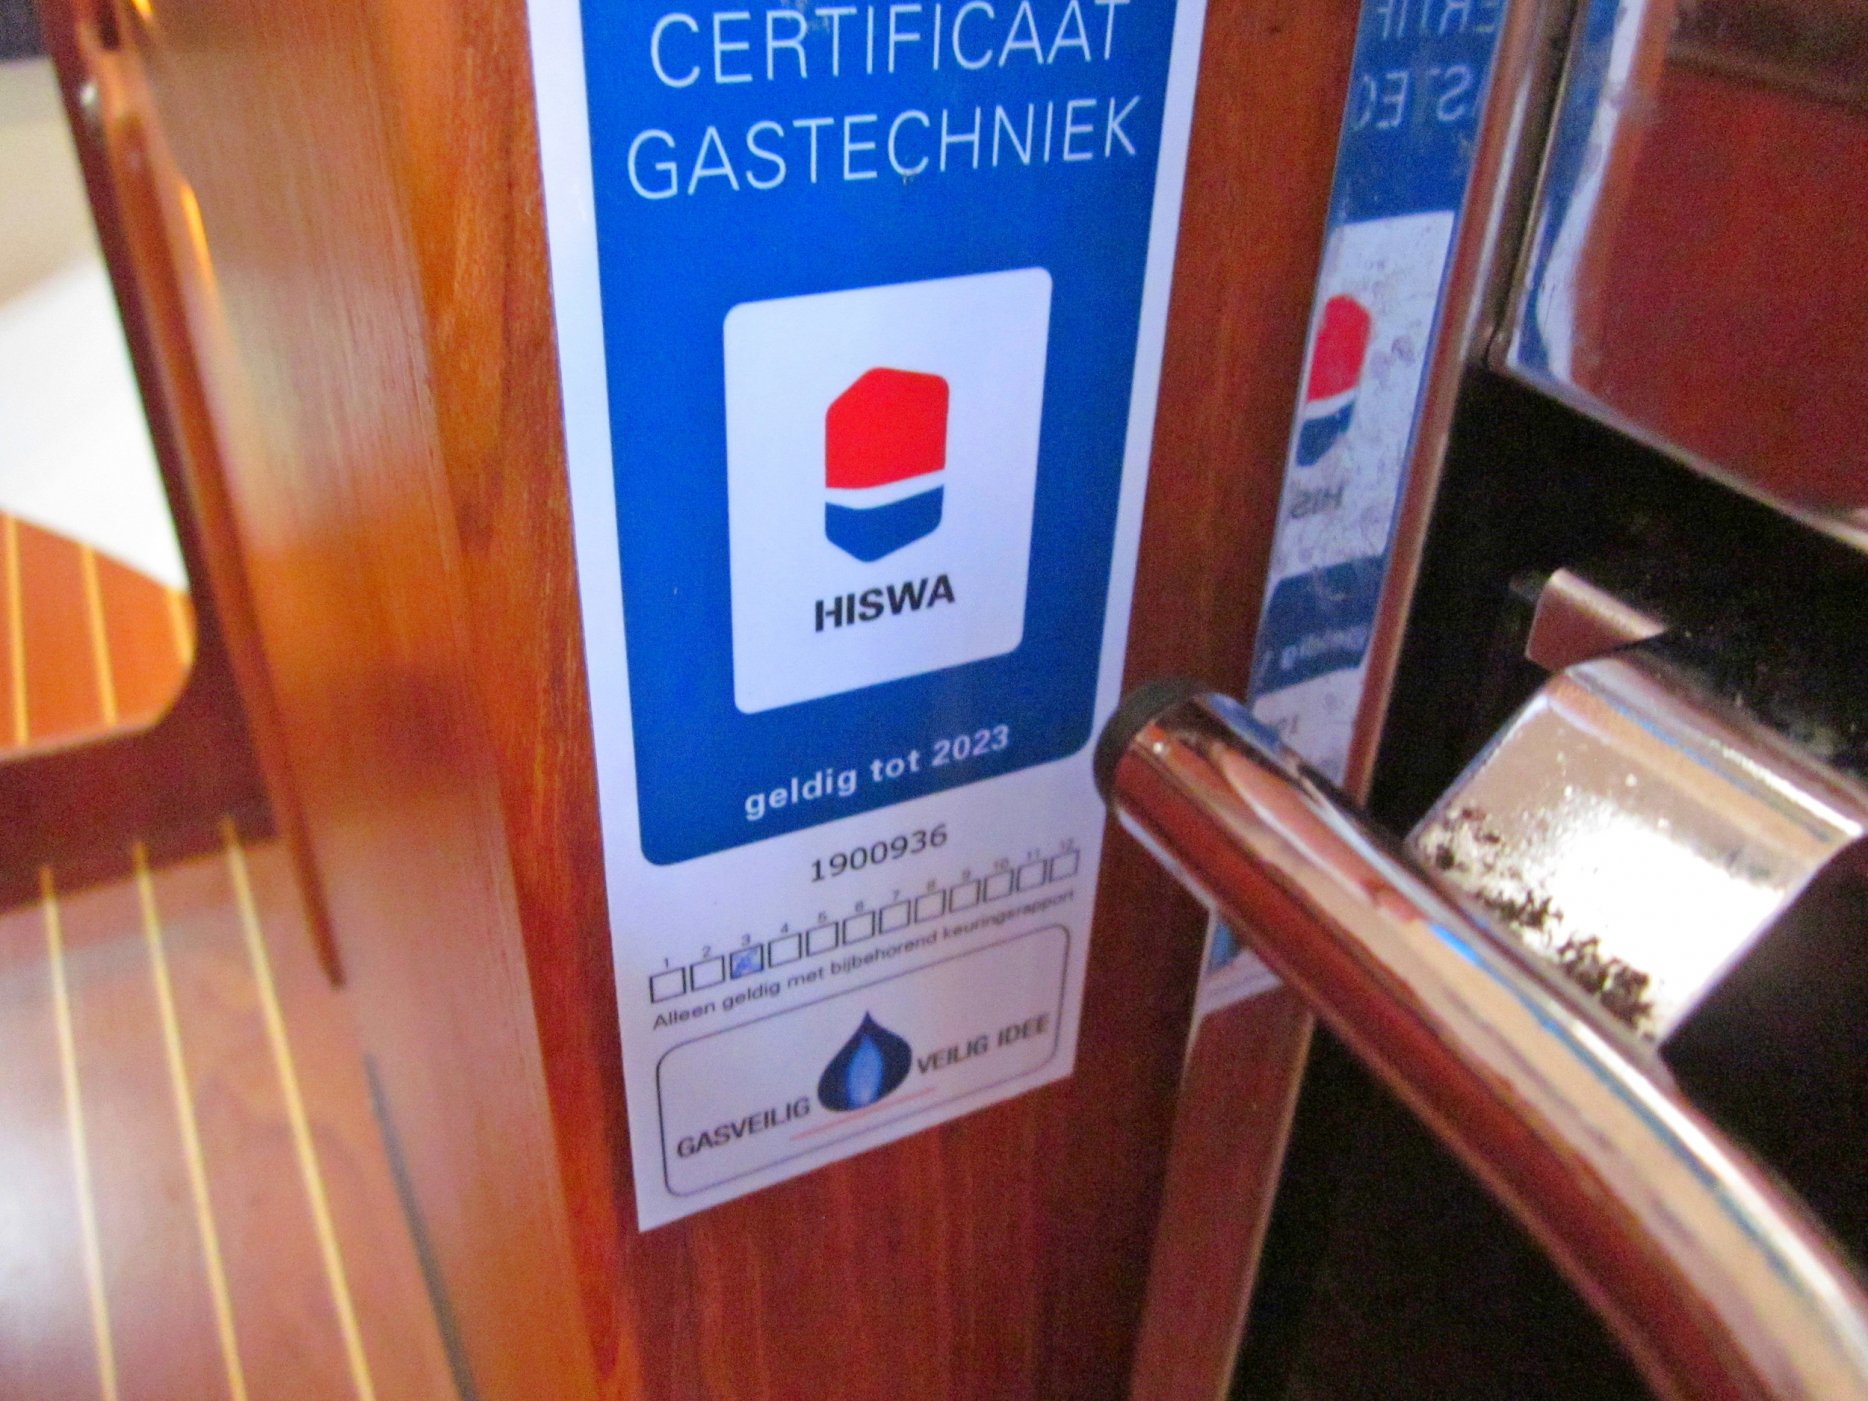 CERTIFICAAT
GASTECHNIEK
HISWA
geldig tot 2023
1900936
1 2 3 4 5 6 7 8 9 10 11 12
Alleen geldig met bijbehorend keuringsrapport
GASVEILIG VEILIG IDEE